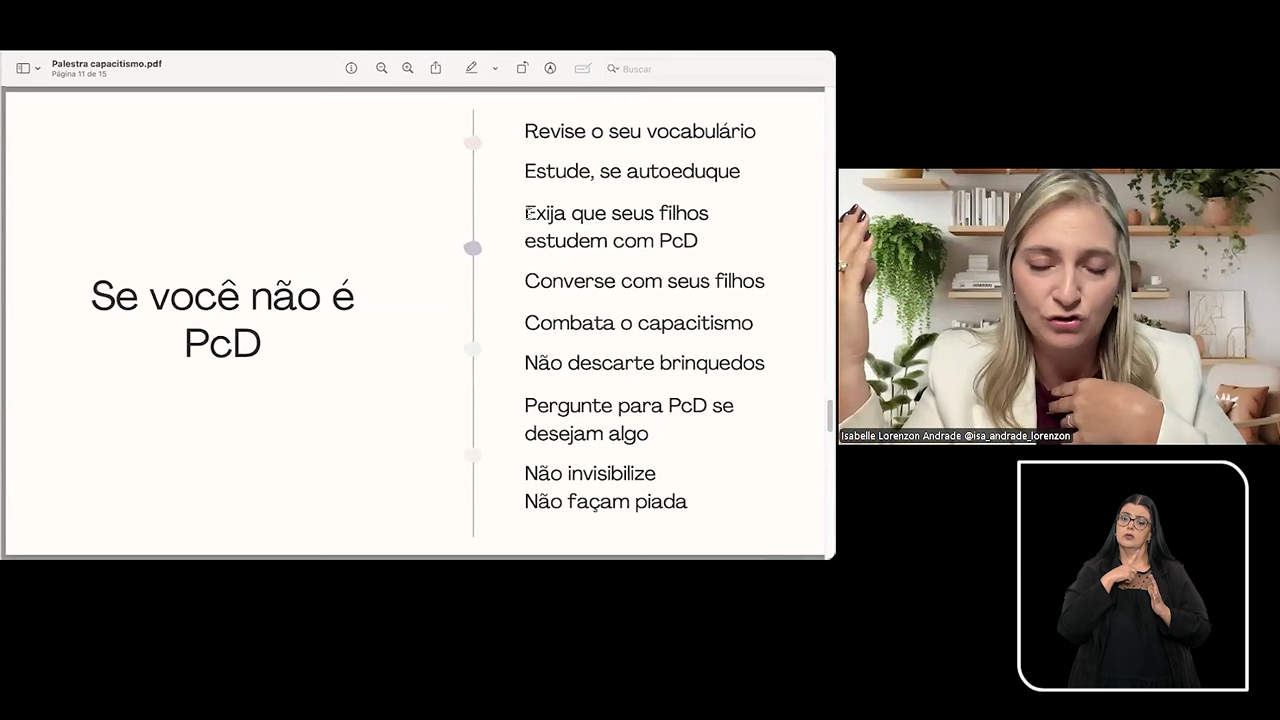 Palestra capacitismo.pdf
Página 11 de 15
Buscar
Se você não é
PcD
Revise o seu vocabulário
Estude, se autoeduque
Exija que seus filhos
estudem com PcD
Converse com seus filhos
Combata o capacitismo
Não descarte brinquedos
Pergunte para PcD se
desejam algo
Não invisibilize
Não façam piada
Isabelle Lorenzon Andrade @isa_andrade_lorenzon